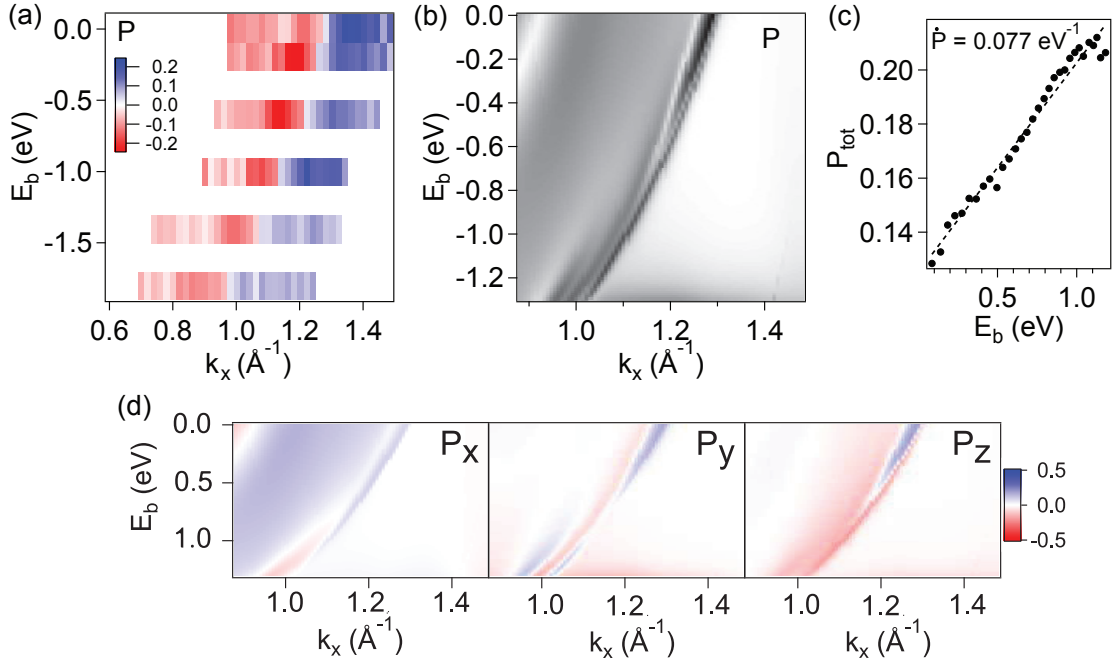 (a)
P
0.2
0.1
0.0
-0.1
-0.2
0.0
-0.5
-1.0
-1.5
E_b (eV)
0.6 0.8 1.0 1.2 1.4
k_x (Å⁻¹)
(b)
P
0.0
-0.2
-0.4
-0.6
-0.8
-1.0
-1.2
E_b (eV)
1.0 1.2 1.4
k_x (Å⁻¹)
(c)
Ṗ = 0.077 eV⁻¹
0.20
0.18
0.16
0.14
P_tot
0.5 1.0
E_b (eV)
(d)
E_b (eV)
0.0
0.5
1.0
P_x
P_y
P_z
0.5
0.0
-0.5
1.0 1.2 1.4
1.0 1.2 1.4
1.0 1.2 1.4
k_x (Å⁻¹)
k_x (Å⁻¹)
k_x (Å⁻¹)